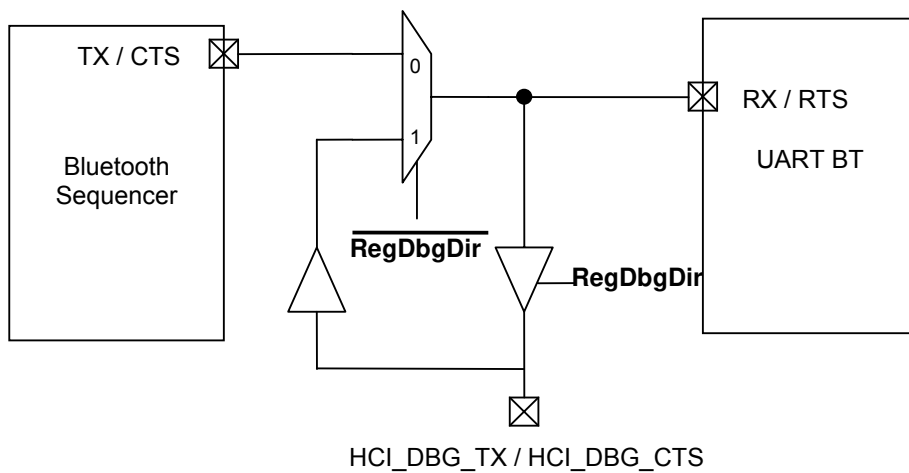 TX / CTS
0
RX / RTS
1
UART BT
Bluetooth
Sequencer
RegDbgDir
RegDbgDir
HCI_DBG_TX / HCI_DBG_CTS